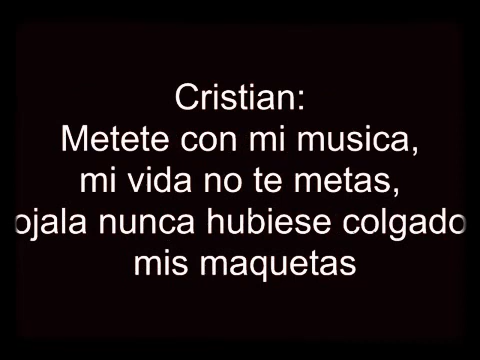 Cristian:
Metete con mi musica,
mi vida no te metas,
ojala nunca hubiese colgado
mis maquetas